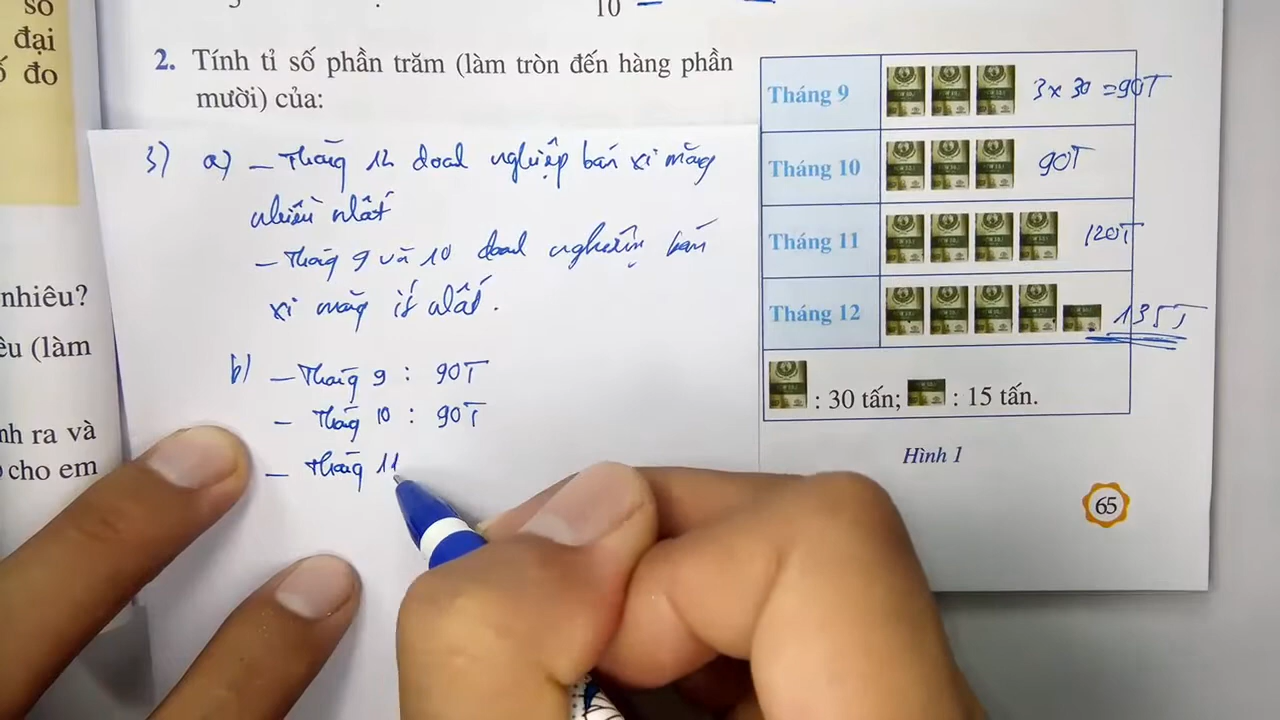 số
đại
ố đo
nhiêu?
ều (làm
nh ra và
cho em
10
2. Tính tỉ số phần trăm (làm tròn đến hàng phần
mười) của:
3) a) – Tháng 12 doanh nghiệp bán xi măng
nhiều nhất
– Tháng 9 và 10 doanh nghiệp bán
xi măng ít nhất.
b) – Tháng 9 : 90T
– Tháng 10 : 90T
– Tháng 11
Tháng 9 3 x 30 = 90T
Tháng 10 90T
Tháng 11 120T
Tháng 12 135T
: 30 tấn; : 15 tấn.
Hình 1
65